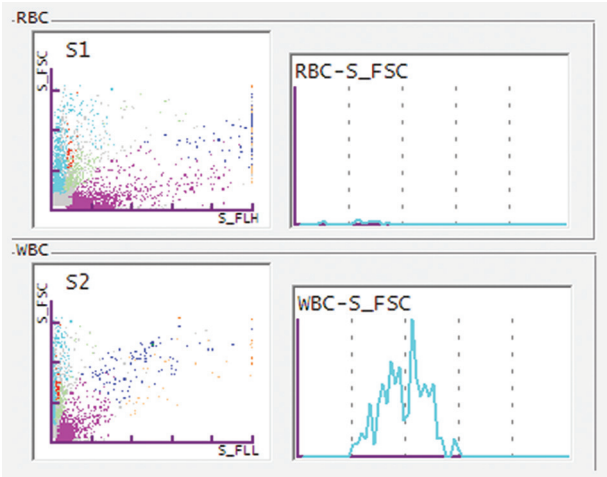 RBC
S1
S_FSC
S_FLH
RBC-S_FSC
WBC
S2
S_FSC
S_FLL
WBC-S_FSC